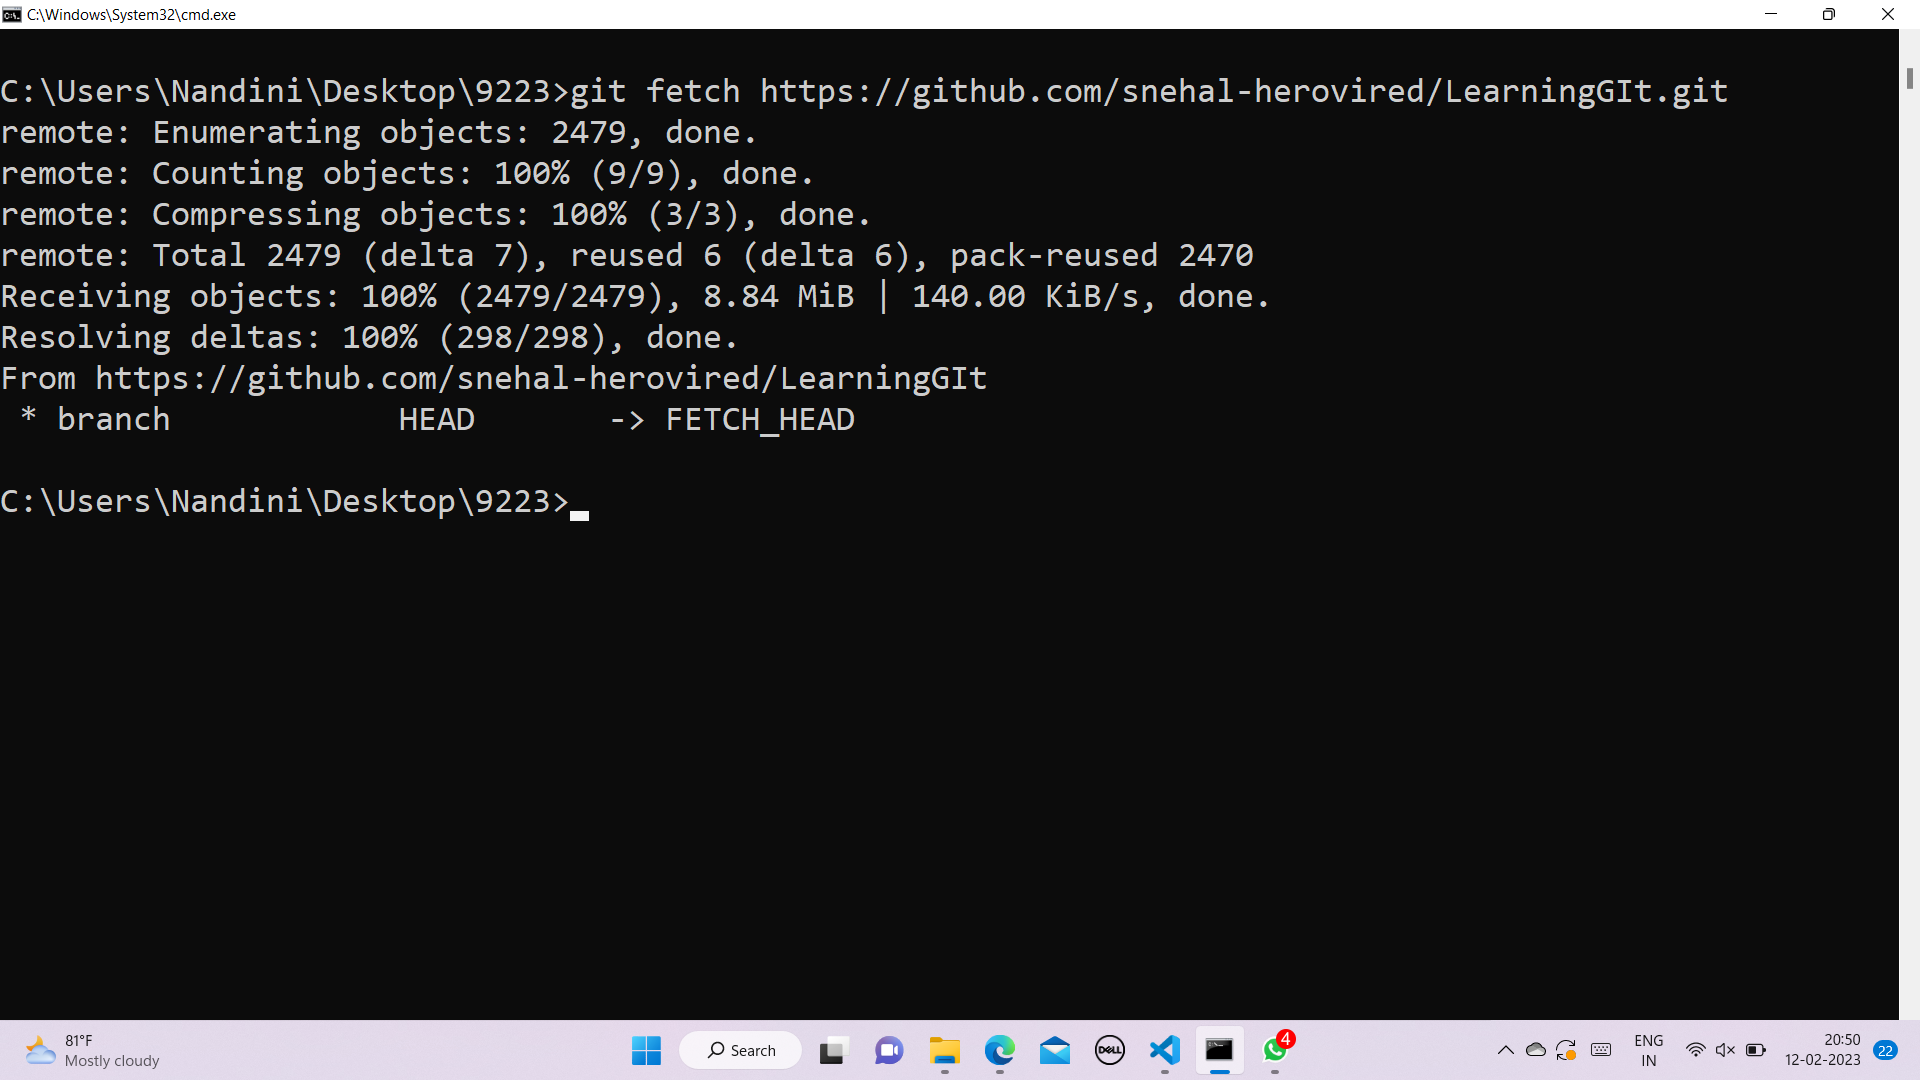 C:\Windows\System32\cmd.exe
C:\Users\Nandini\Desktop\9223>git fetch https://github.com/snehal-herovired/LearningGIt.git
remote: Enumerating objects: 2479, done.
remote: Counting objects: 100% (9/9), done.
remote: Compressing objects: 100% (3/3), done.
remote: Total 2479 (delta 7), reused 6 (delta 6), pack-reused 2470
Receiving objects: 100% (2479/2479), 8.84 MiB | 140.00 KiB/s, done.
Resolving deltas: 100% (298/298), done.
From https://github.com/snehal-herovired/LearningGIt
 * branch            HEAD       -> FETCH_HEAD
C:\Users\Nandini\Desktop\9223>
81°F
Mostly cloudy
Search
DELL
4
ENG
IN
20:50
12-02-2023
22